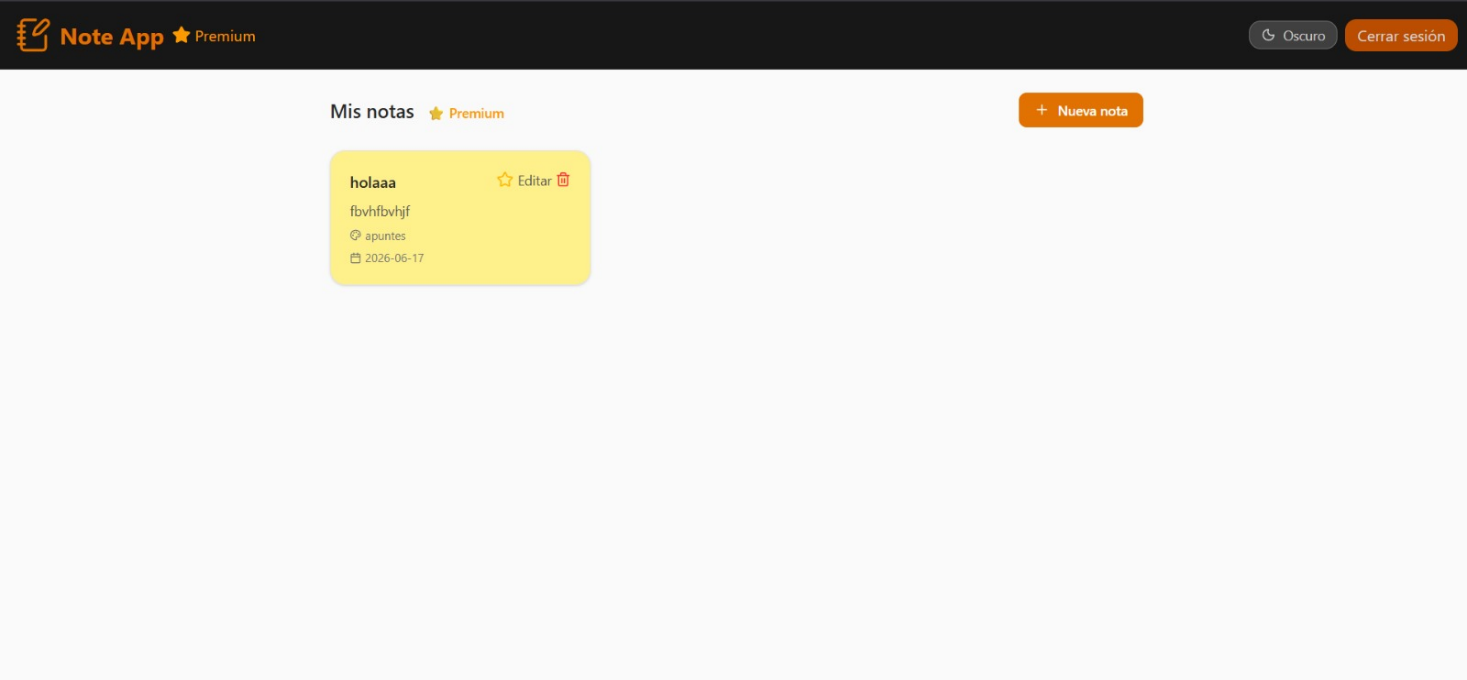 Note App Premium Oscuro Cerrar sesión
Mis notas Premium + Nueva nota
holaaa Editar
fbvhfbvhjf
apuntes
2026-06-17